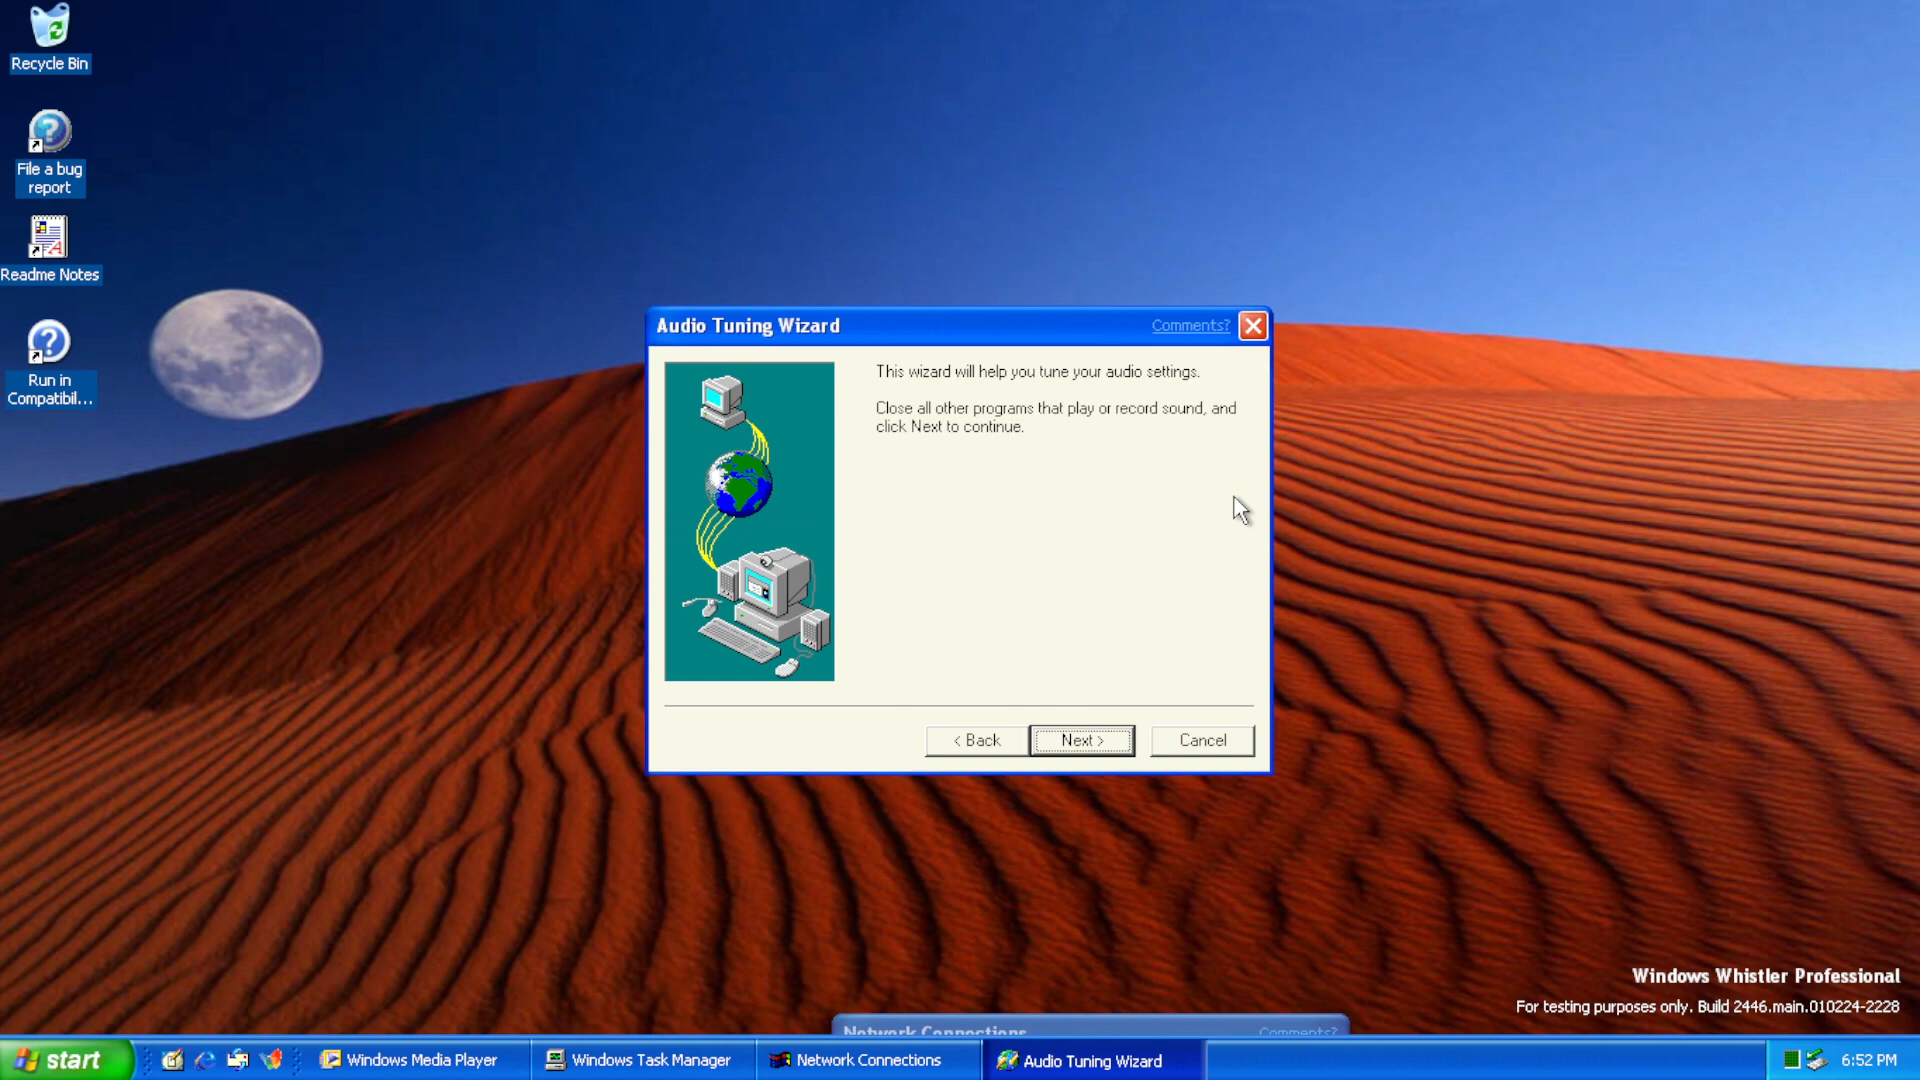 Recycle Bin
File a bug
report
Readme Notes
Run in
Compatibil...
Audio Tuning Wizard
Comments?
This wizard will help you tune your audio settings.
Close all other programs that play or record sound, and
click Next to continue.
< Back
Next >
Cancel
Windows Whistler Professional
For testing purposes only. Build 2446.main.010224-2228
Network Connections
Comments?
start
Windows Media Player
Windows Task Manager
Network Connections
Audio Tuning Wizard
6:52 PM